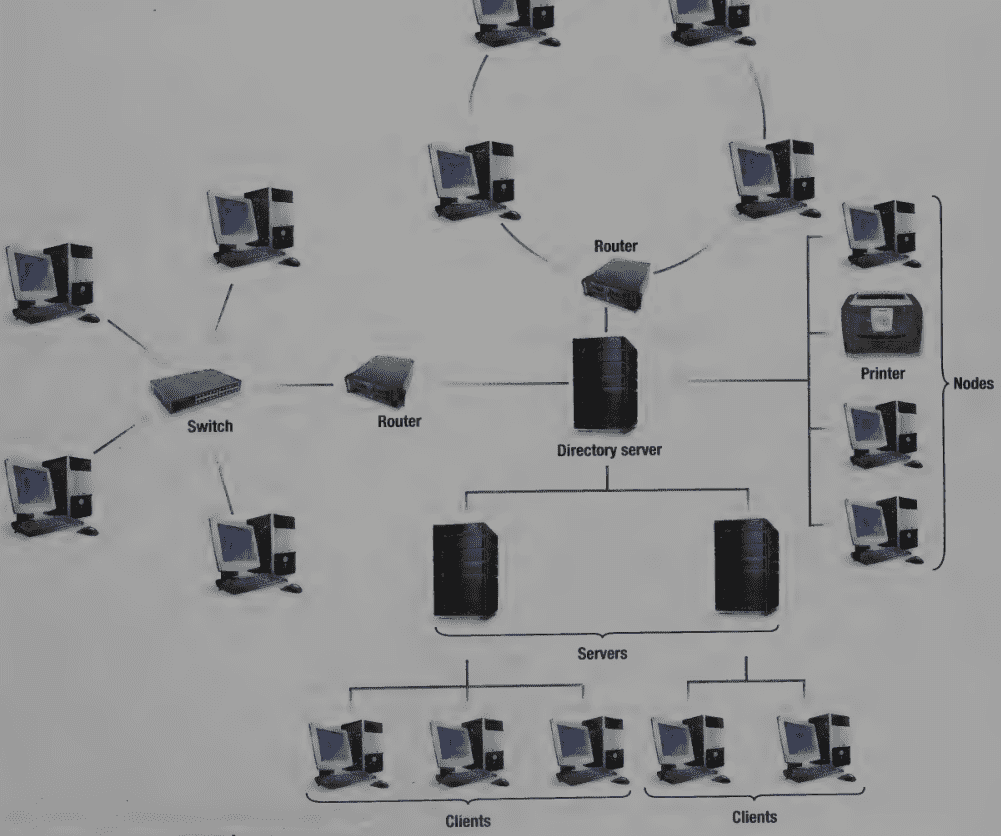 Router
Printer
Nodes
Switch
Router
Directory server
Servers
Clients
Clients